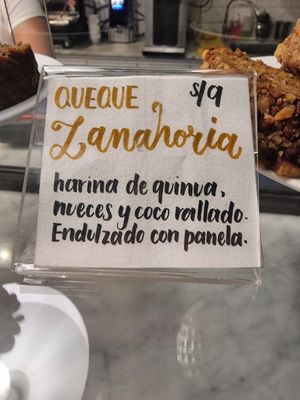 QUEQUE s/9
Zanahoria
harina de quinua,
nueces y coco rallado.
Endulzado con panela.